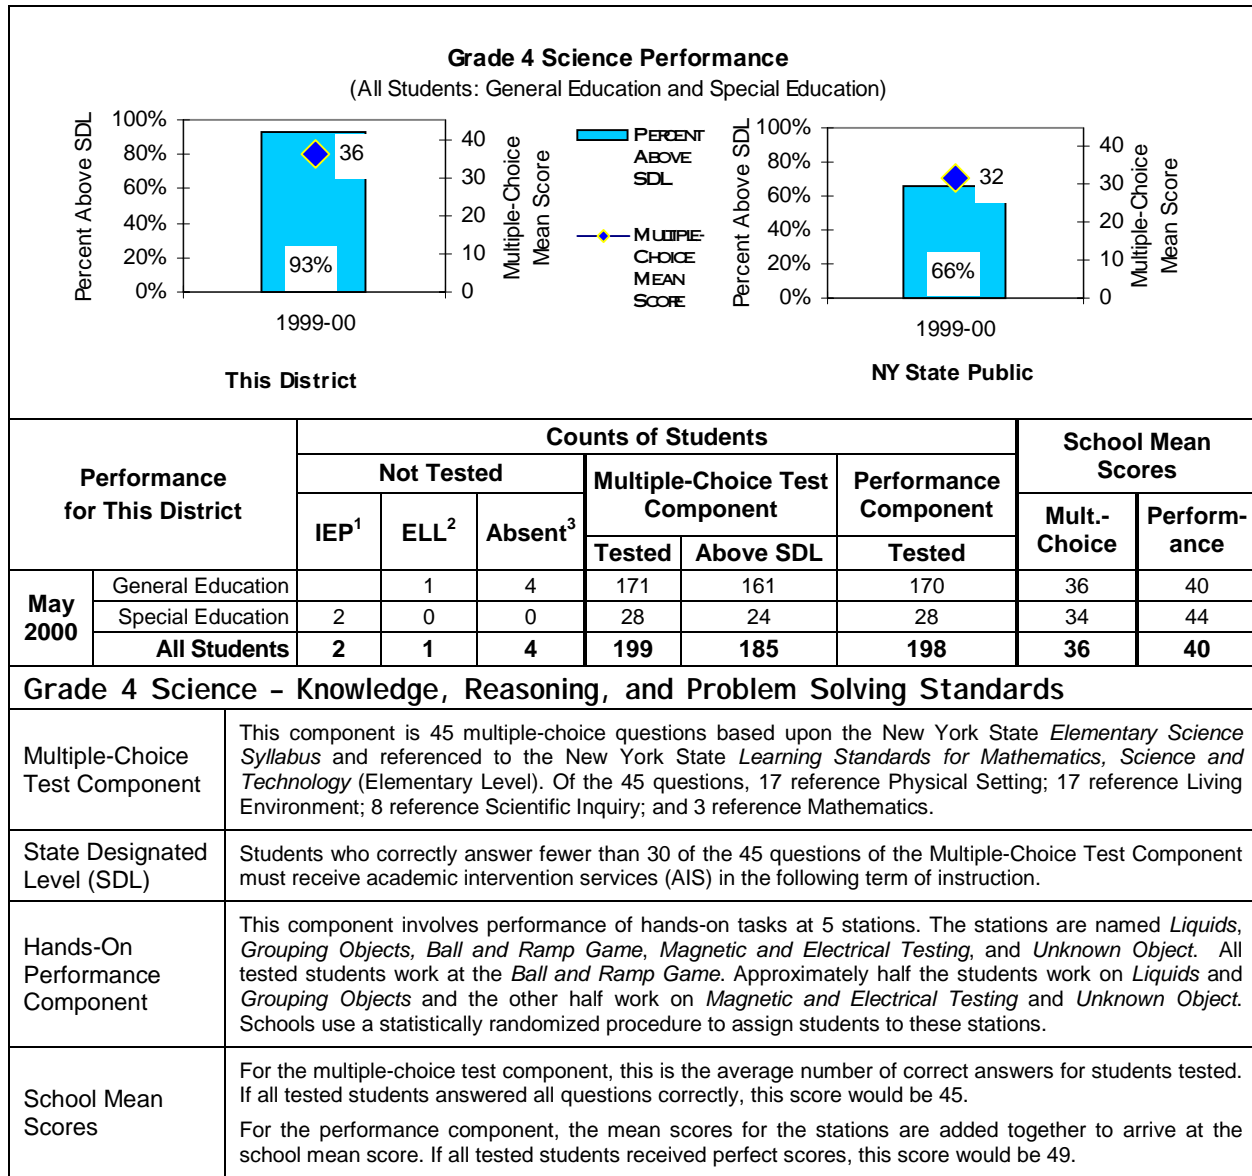 Grade 4 Science Performance
(All Students: General Education and Special Education)
Percent Above SDL
100%
80%
60%
40%
20%
0%
36
93%
40
30
20
10
0
Multiple-Choice
Mean Score
1999-00
This District
PERCENT
ABOVE
SDL
MULTIPLE-
CHOICE
MEAN
SCORE
Percent Above SDL
100%
80%
60%
40%
20%
0%
32
66%
40
30
20
10
0
Multiple-Choice
Mean Score
1999-00
NY State Public
Performance
for This District
Counts of Students
School Mean
Scores
Not Tested
Multiple-Choice Test
Component
Performance
Component
IEP1 ELL2 Absent3
Tested Above SDL Tested
Mult.-
Choice
Perform-
ance
May
2000
General Education 1 4 171 161 170 36 40
Special Education 2 0 0 28 24 28 34 44
All Students 2 1 4 199 185 198 36 40
Grade 4 Science – Knowledge, Reasoning, and Problem Solving Standards
Multiple-Choice
Test Component
This component is 45 multiple-choice questions based upon the New York State Elementary Science
Syllabus and referenced to the New York State Learning Standards for Mathematics, Science and
Technology (Elementary Level). Of the 45 questions, 17 reference Physical Setting; 17 reference Living
Environment; 8 reference Scientific Inquiry; and 3 reference Mathematics.
State Designated
Level (SDL)
Students who correctly answer fewer than 30 of the 45 questions of the Multiple-Choice Test Component
must receive academic intervention services (AIS) in the following term of instruction.
Hands-On
Performance
Component
This component involves performance of hands-on tasks at 5 stations. The stations are named Liquids,
Grouping Objects, Ball and Ramp Game, Magnetic and Electrical Testing, and Unknown Object. All
tested students work at the Ball and Ramp Game. Approximately half the students work on Liquids and
Grouping Objects and the other half work on Magnetic and Electrical Testing and Unknown Object.
Schools use a statistically randomized procedure to assign students to these stations.
School Mean
Scores
For the multiple-choice test component, this is the average number of correct answers for students tested.
If all tested students answered all questions correctly, this score would be 45.
For the performance component, the mean scores for the stations are added together to arrive at the
school mean score. If all tested students received perfect scores, this score would be 49.